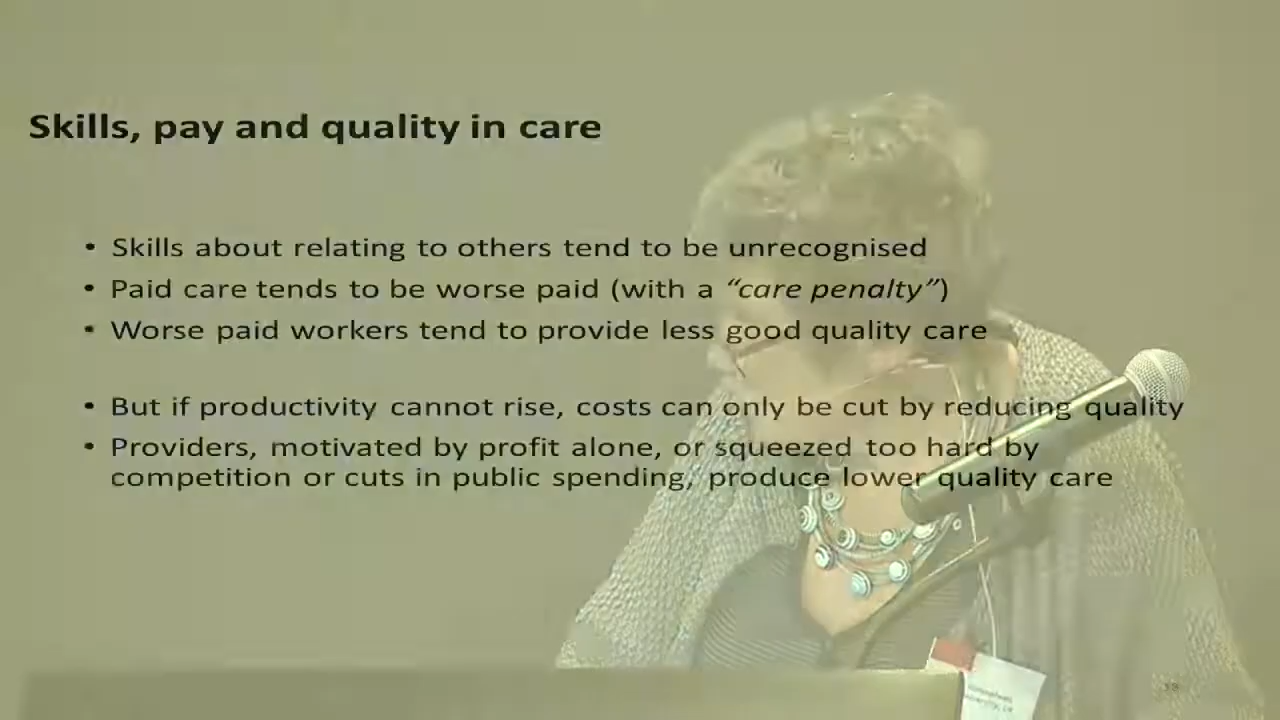 Skills, pay and quality in care
• Skills about relating to others tend to be unrecognised
• Paid care tends to be worse paid (with a “care penalty”)
• Worse paid workers tend to provide less good quality care
• But if productivity cannot rise, costs can only be cut by reducing quality
• Providers, motivated by profit alone, or squeezed too hard by
competition or cuts in public spending, produce lower quality care